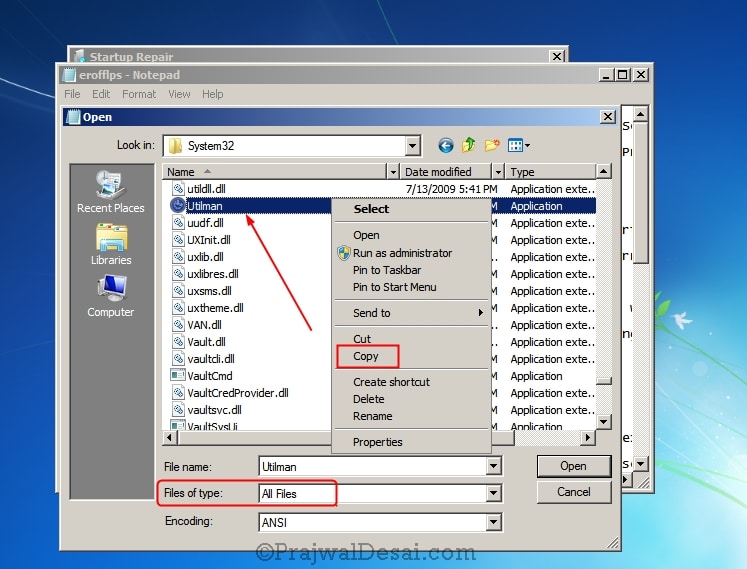 Startup Repair
erofflps - Notepad
File Edit Format View Help
Open
Look in: System32
Name Date modified Type
utildll.dll 7/13/2009 5:41 PM Application exte...
Utilman M Application
uudf.dll M Application exte...
UXInit.dll M Application exte...
uxlib.dll M Application exte...
uxlibres.dll M Application exte...
uxsms.dll M Application exte...
uxtheme.dll M Application exte...
VAN.dll M Application exte...
Vault.dll M Application exte...
vaultcli.dll M Application exte...
VaultCmd M Application
VaultCredProvider.dll M Application exte...
vaultsvc.dll M Application exte...
VaultSysUi M Application
Recent Places
Libraries
Computer
Select
Open
Run as administrator
Pin to Taskbar
Pin to Start Menu
Send to
Cut
Copy
Create shortcut
Delete
Rename
Properties
File name: Utilman Open
Files of type: All Files Cancel
Encoding: ANSI
©PrajwalDesai.com